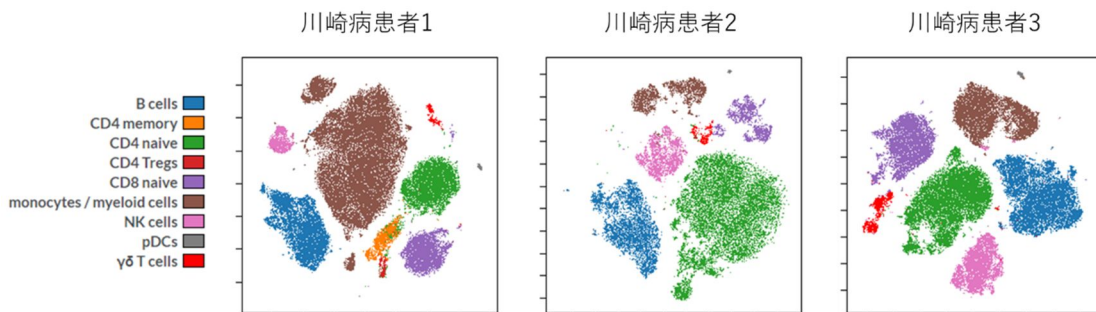 川崎病患者1
川崎病患者2
川崎病患者3
B cells
CD4 memory
CD4 naive
CD4 Tregs
CD8 naive
monocytes / myeloid cells
NK cells
pDCs
γδ T cells